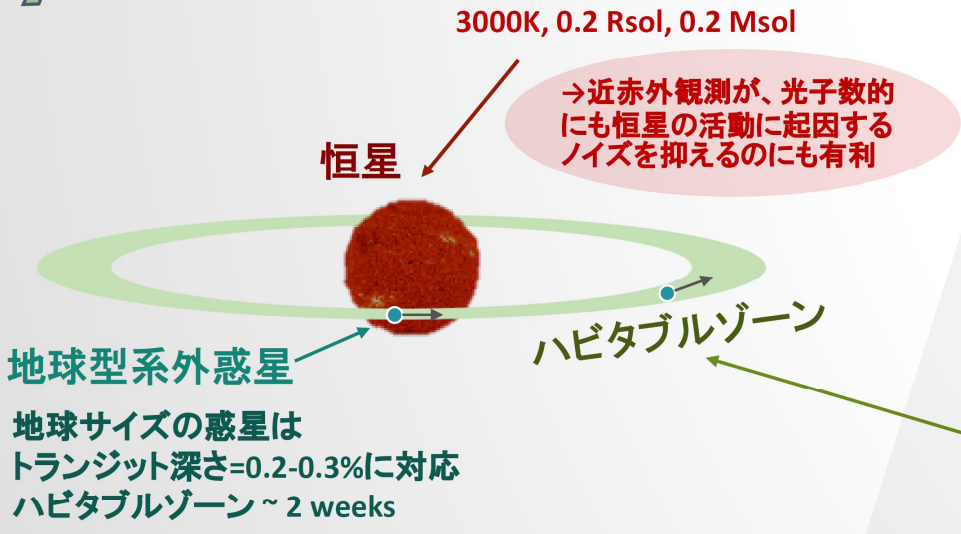 3000K, 0.2 Rsol, 0.2 Msol
→近赤外観測が、光子数的
にも恒星の活動に起因する
ノイズを抑えるのにも有利
恒星
ハビタブルゾーン
地球型系外惑星
地球サイズの惑星は
トランジット深さ=0.2-0.3%に対応
ハビタブルゾーン ~ 2 weeks